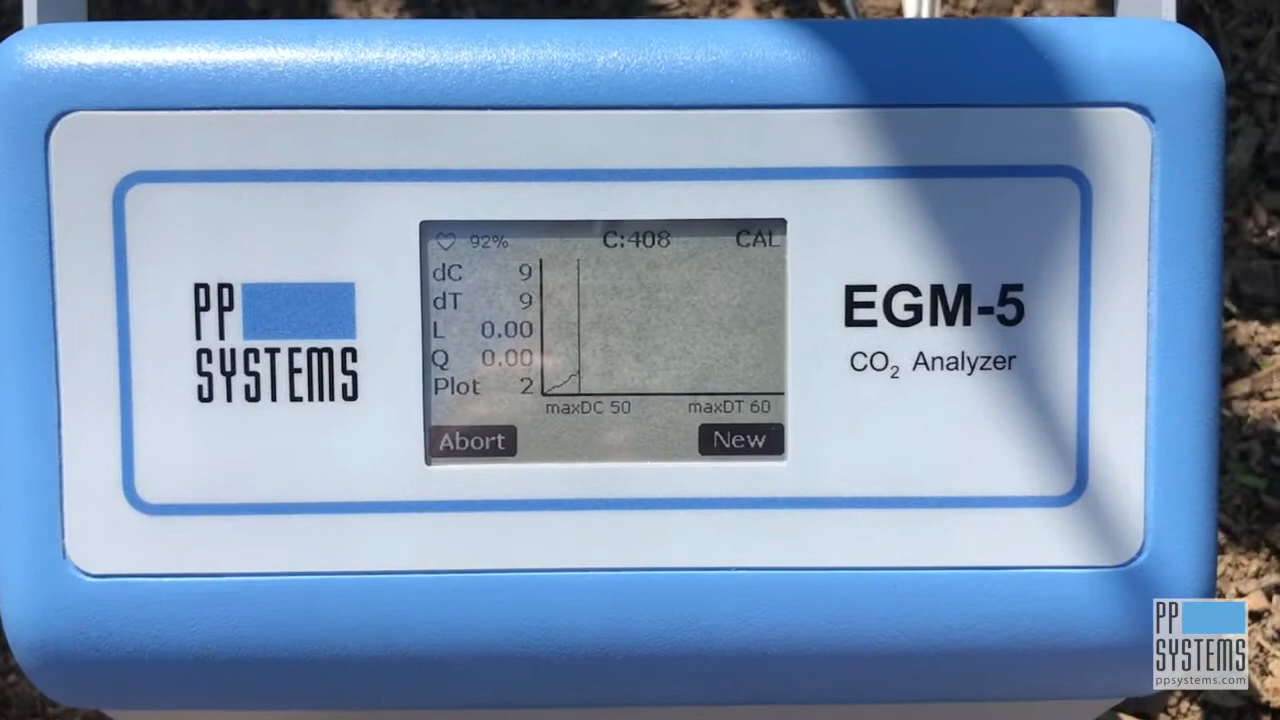 PP
SYSTEMS
92% C:408 CAL
dC 9
dT 9
L 0.00
Q 0.00
Plot 2
maxDC 50 maxDT 60
Abort New
EGM-5
CO₂ Analyzer
PP
SYSTEMS
ppsystems.com